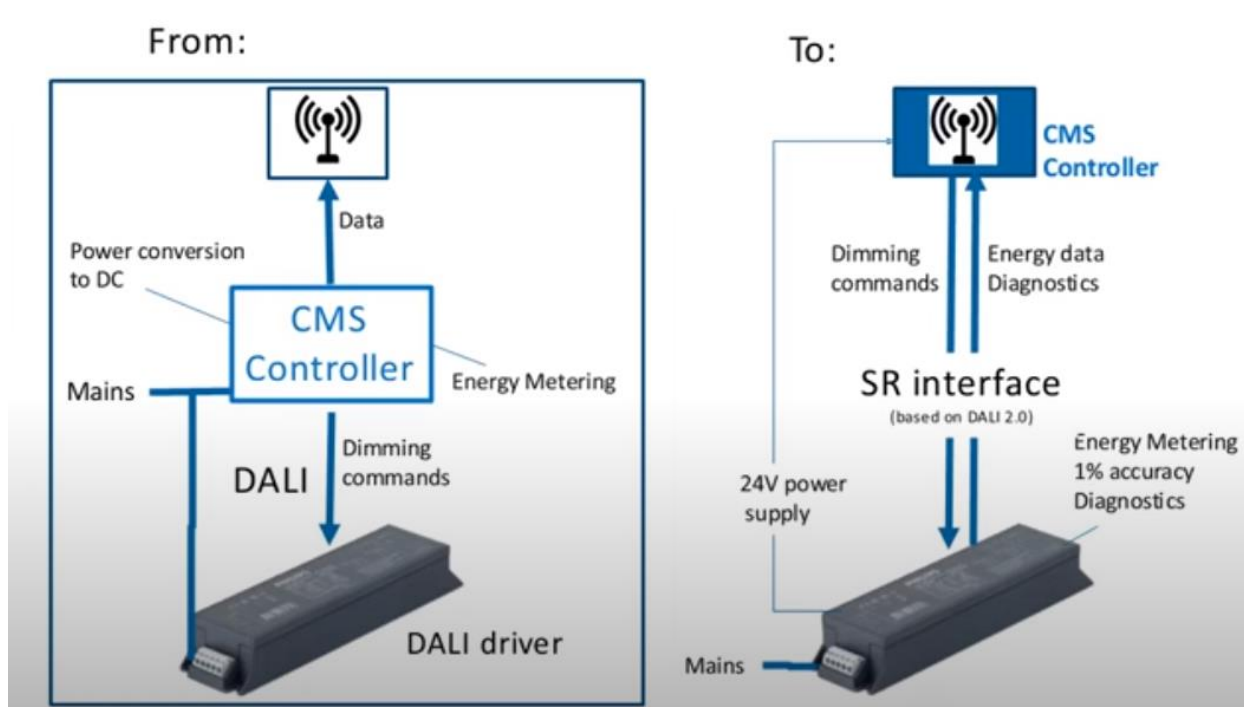 From:
Data
Power conversion
to DC
CMS
Controller
Mains
Energy Metering
Dimming
commands
DALI
DALI driver
To:
CMS
Controller
Dimming
commands
Energy data
Diagnostics
SR interface
(based on DALI 2.0)
24V power
supply
Energy Metering
1% accuracy
Diagnostics
Mains